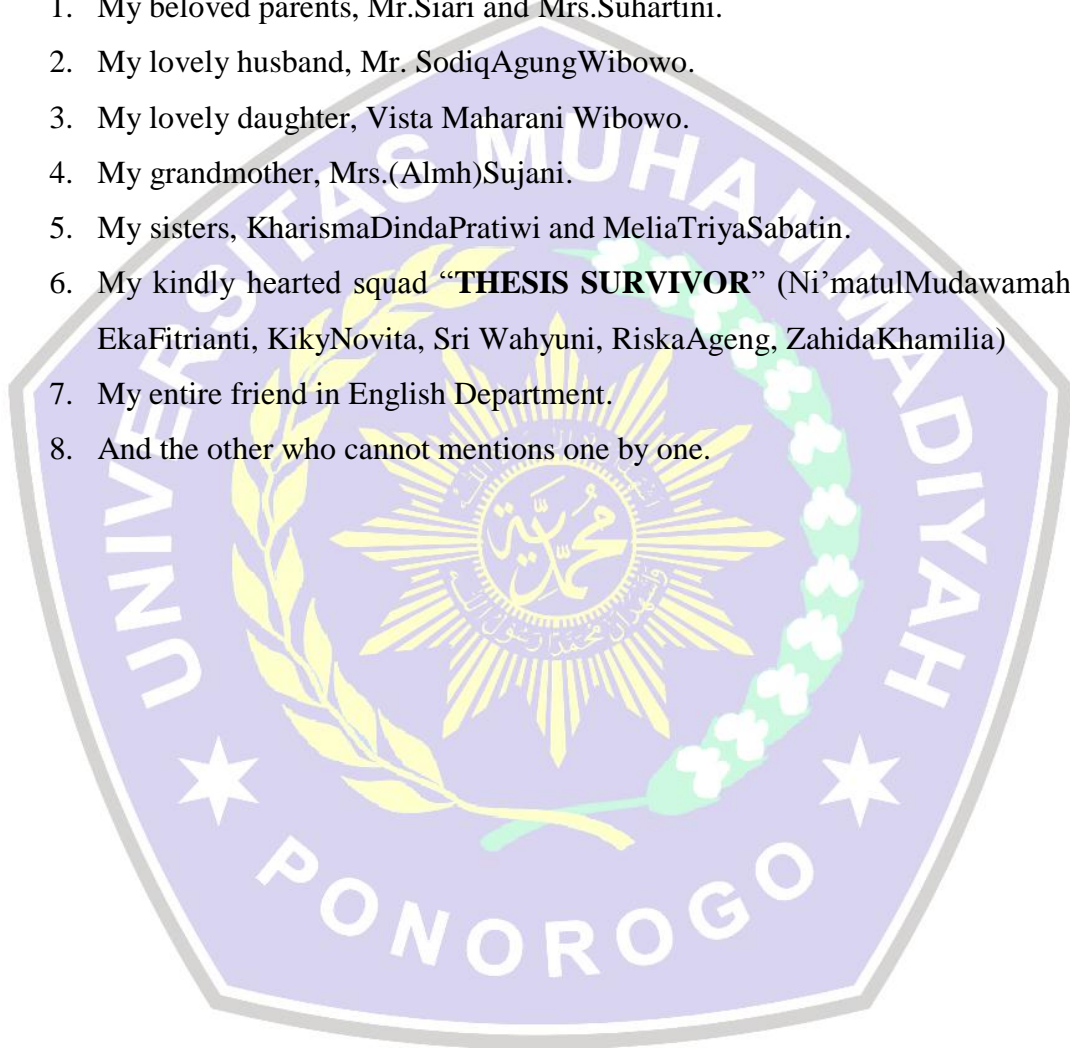 1. My beloved parents, Mr.Siari and Mrs.Suhartini.
2. My lovely husband, Mr. SodiqAgungWibowo.
3. My lovely daughter, Vista Maharani Wibowo.
4. My grandmother, Mrs.(Almh)Sujani.
5. My sisters, KharismaDindaPratiwi and MeliaTriyaSabatin.
6. My kindly hearted squad “THESIS SURVIVOR” (Ni’matulMudawamah
EkaFitrianti, KikyNovita, Sri Wahyuni, RiskaAgeng, ZahidaKhamilia)
7. My entire friend in English Department.
8. And the other who cannot mentions one by one.
UNIVERSITAS MUHAMMADIYAH
محمدية
PONOROGO